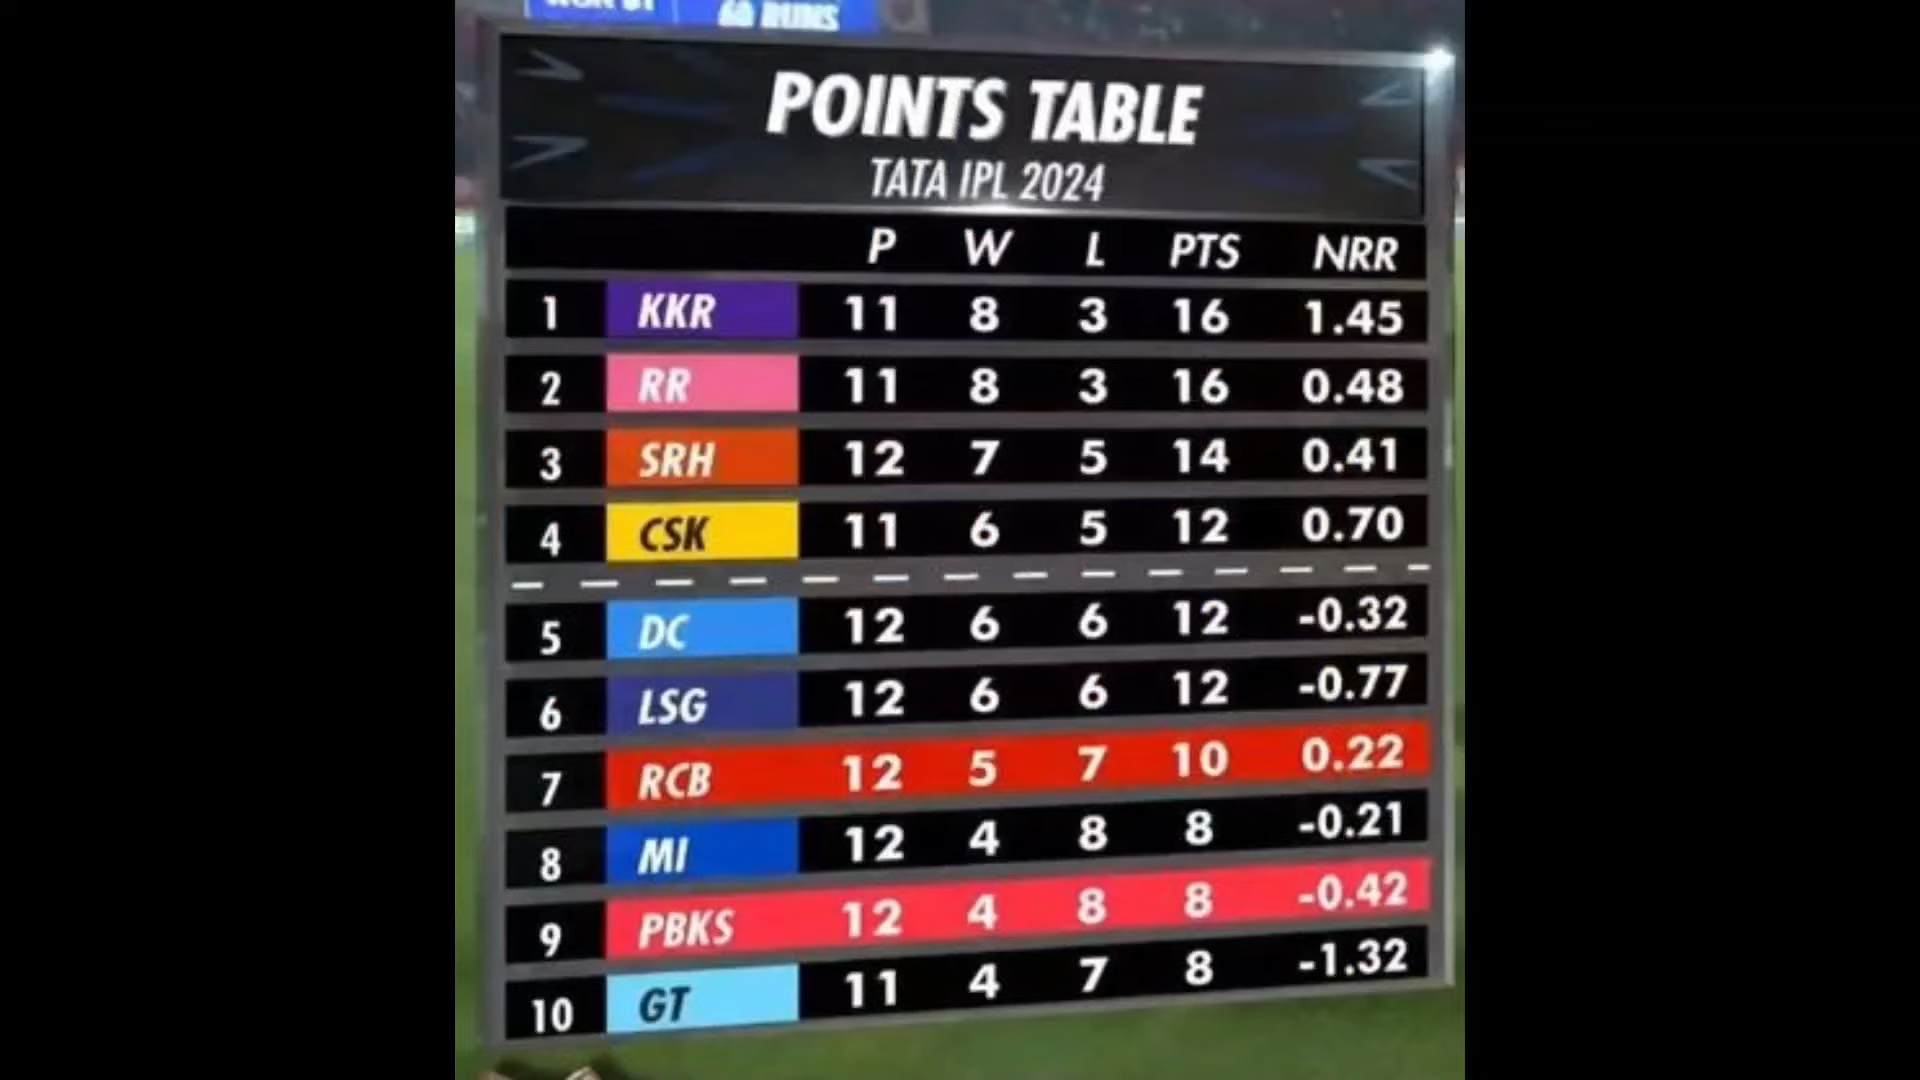 60 RUNS
POINTS TABLE
TATA IPL 2024
P W L PTS NRR
1 KKR 11 8 3 16 1.45
2 RR 11 8 3 16 0.48
3 SRH 12 7 5 14 0.41
4 CSK 11 6 5 12 0.70
5 DC 12 6 6 12 -0.32
6 LSG 12 6 6 12 -0.77
7 RCB 12 5 7 10 0.22
8 MI 12 4 8 8 -0.21
9 PBKS 12 4 8 8 -0.42
10 GT 11 4 7 8 -1.32